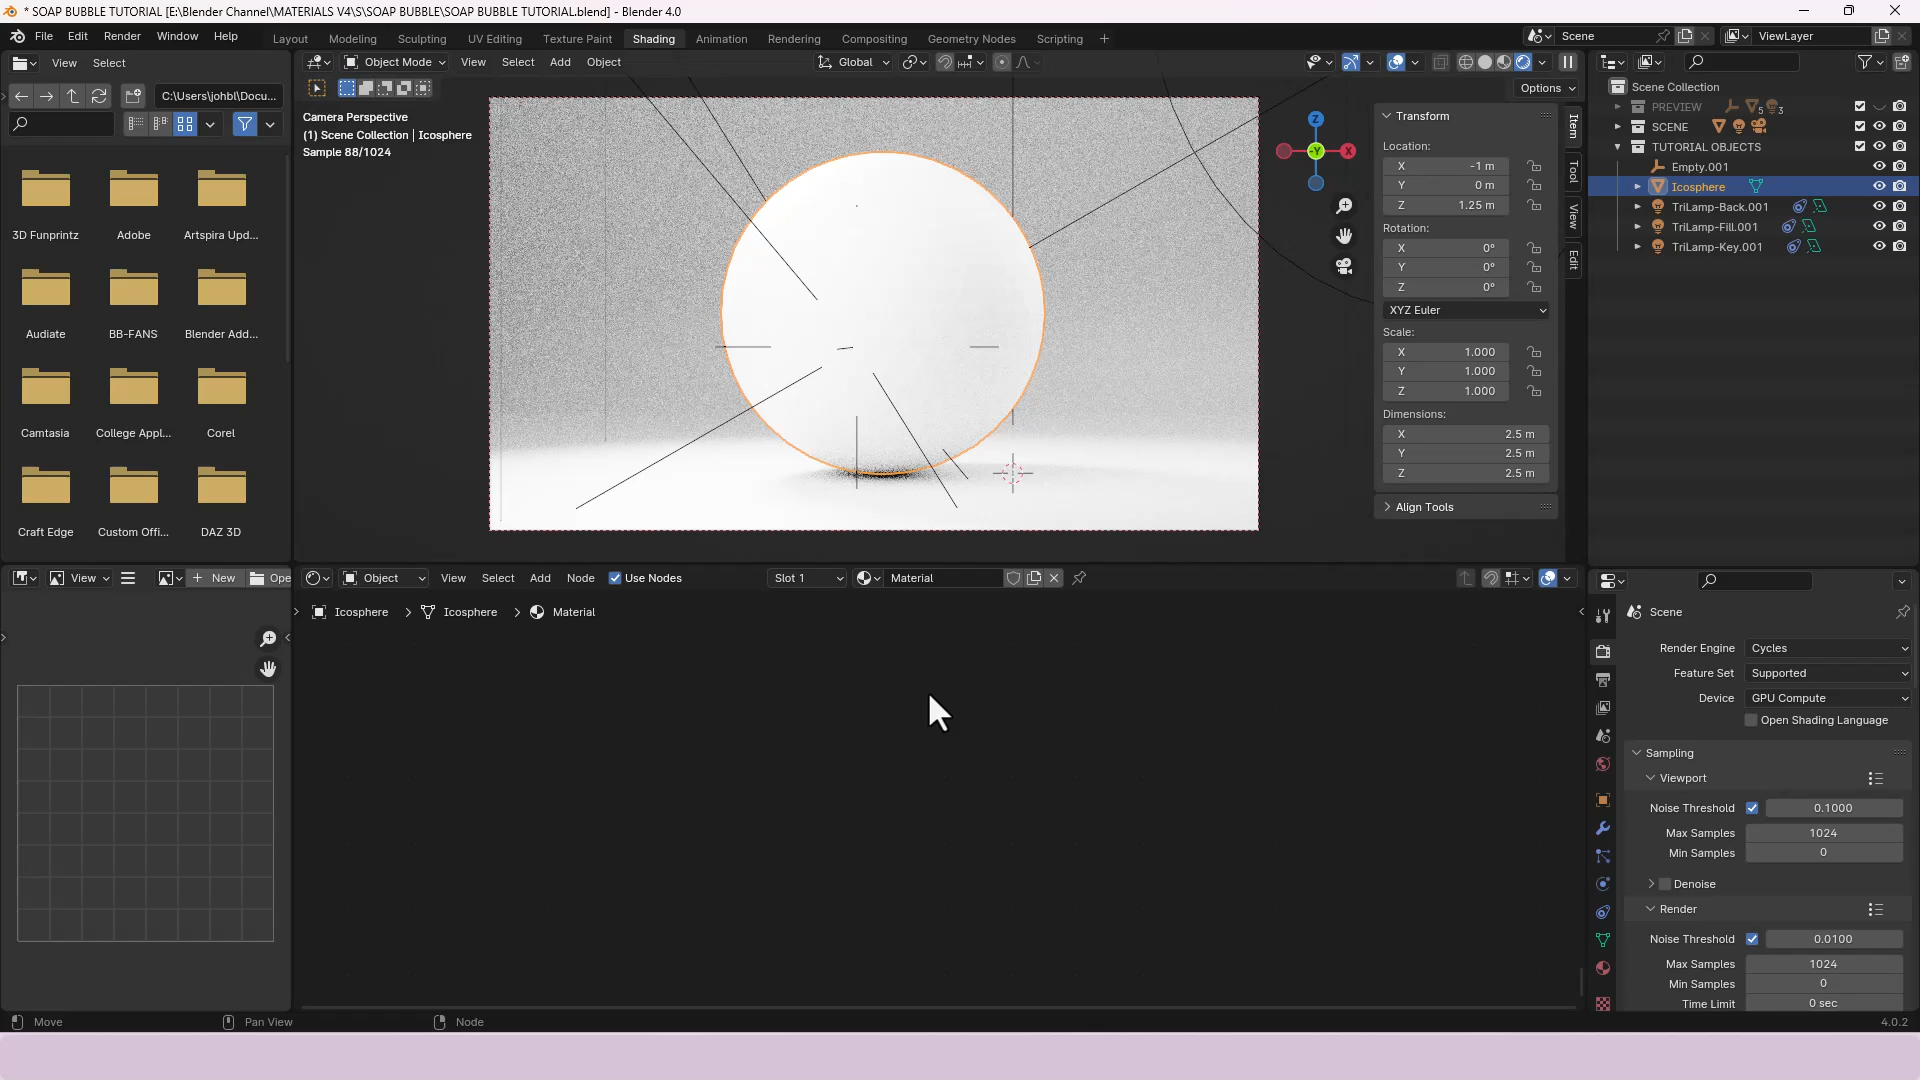 * SOAP BUBBLE TUTORIAL [E:\Blender Channel\MATERIALS V4\S\SOAP BUBBLE\SOAP BUBBLE TUTORIAL.blend] - Blender 4.0
File Edit Render Window Help
Layout Modeling Sculpting UV Editing Texture Paint Shading Animation Rendering Compositing Geometry Nodes Scripting
Scene
ViewLayer
View Select
C:\Users\johbl\Docu...
3D Funprintz Adobe Artspira Upd...
Audiate BB-FANS Blender Add...
Camtasia College Appl... Corel
Craft Edge Custom Offi... DAZ 3D
Object Mode View Select Add Object Global
Options
Camera Perspective
(1) Scene Collection | Icosphere
Sample 88/1024
Z
-Y
X
Transform
Location:
X -1 m
Y 0 m
Z 1.25 m
Rotation:
X 0°
Y 0°
Z 0°
XYZ Euler
Scale:
X 1.000
Y 1.000
Z 1.000
Dimensions:
X 2.5 m
Y 2.5 m
Z 2.5 m
Align Tools
Item
Tool
View
Edit
Scene Collection
PREVIEW 5 3
SCENE
TUTORIAL OBJECTS
Empty.001
Icosphere
TriLamp-Back.001
TriLamp-Fill.001
TriLamp-Key.001
View New Ope
Object View Select Add Node Use Nodes Slot 1 Material
Icosphere Icosphere Material
Scene
Render Engine Cycles
Feature Set Supported
Device GPU Compute
Open Shading Language
Sampling
Viewport
Noise Threshold 0.1000
Max Samples 1024
Min Samples 0
Denoise
Render
Noise Threshold 0.0100
Max Samples 1024
Min Samples 0
Time Limit 0 sec
Move Pan View Node 4.0.2